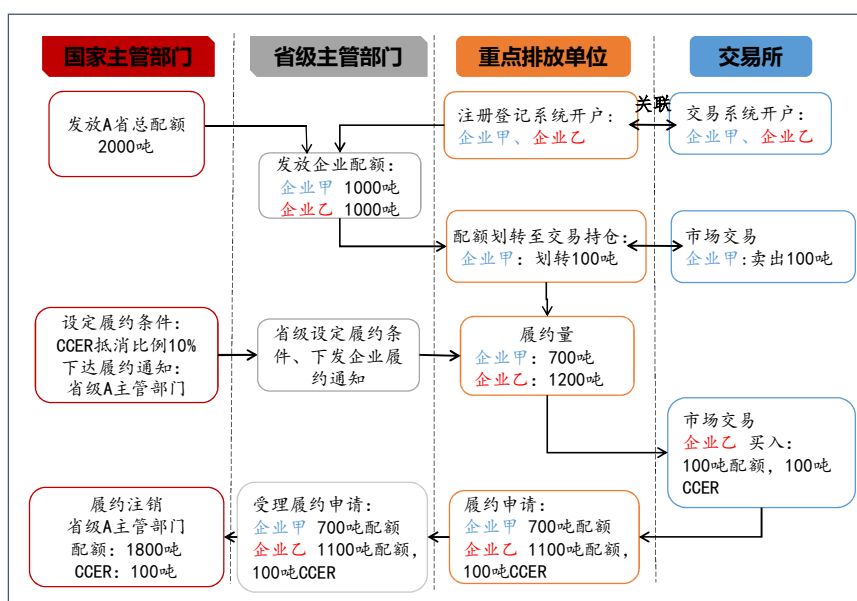 国家主管部门
省级主管部门
重点排放单位
交易所
发放A省总配额
2000吨
注册登记系统开户：
企业甲、企业乙
关联
交易系统开户：
企业甲、企业乙
发放企业配额：
企业甲 1000吨
企业乙 1000吨
配额划转至交易持仓：
企业甲：划转100吨
市场交易
企业甲:卖出100吨
设定履约条件：
CCER抵消比例10%
下达履约通知：
省级A主管部门
省级设定履约条
件、下发企业履
约通知
履约量
企业甲：700吨
企业乙：1200吨
市场交易
企业乙 买入：
100吨配额，100吨
CCER
履约注销
省级A主管部门
配额：1800吨
CCER：100吨
受理履约申请：
企业甲 700吨配额
企业乙 1100吨配额，
100吨CCER
履约申请：
企业甲 700吨配额
企业乙 1100吨配额，
100吨CCER